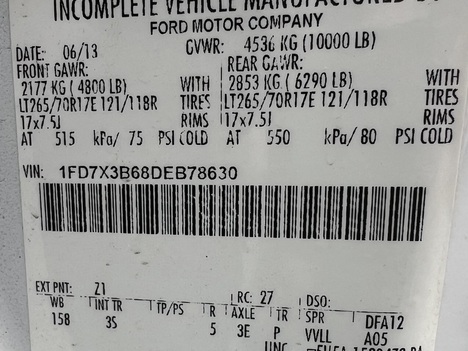 INCOMPLETE VEHICLE MANUFACTURED
FORD MOTOR COMPANY
DATE: 06/13 GVWR: 4536 KG (10000 LB)
FRONT GAWR: REAR GAWR:
2177 KG ( 4800 LB) WITH 2853 KG ( 6290 LB) WITH
LT265/70R17E 121/118R TIRES LT265/70R17E 121/118R TIRES
17x7.5J RIMS 17x7.5J RIMS
AT 515 kPa/ 75 PSI COLD AT 550 kPa/ 80 PSI COLD
VIN: 1FD7X3B68DEB78630
EXT PNT: Z1 RC: 27 DSO:
WB INT TR TP/PS R AXLE TR SPR DFA12
158 3S 5 3E P VVLL A05